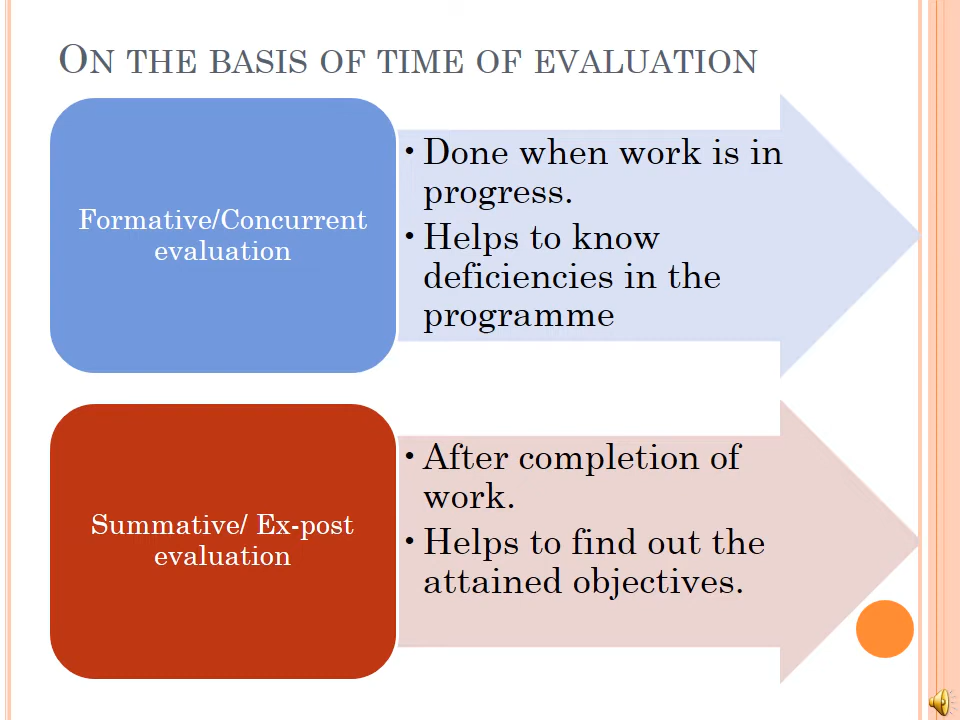 ON THE BASIS OF TIME OF EVALUATION
Formative/Concurrent
evaluation
• Done when work is in
progress.
• Helps to know
deficiencies in the
programme
Summative/ Ex-post
evaluation
• After completion of
work.
• Helps to find out the
attained objectives.